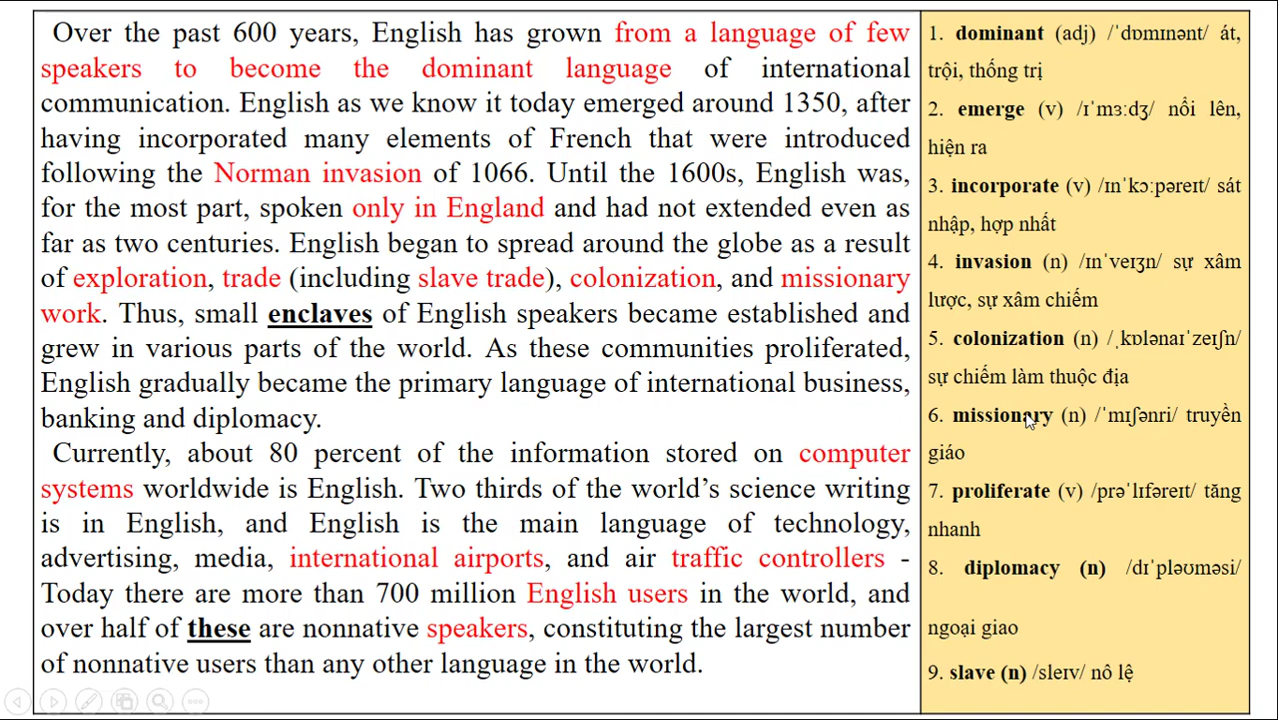 Over the past 600 years, English has grown from a language of few
speakers to become the dominant language of international
communication. English as we know it today emerged around 1350, after
having incorporated many elements of French that were introduced
following the Norman invasion of 1066. Until the 1600s, English was,
for the most part, spoken only in England and had not extended even as
far as two centuries. English began to spread around the globe as a result
of exploration, trade (including slave trade), colonization, and missionary
work. Thus, small enclaves of English speakers became established and
grew in various parts of the world. As these communities proliferated,
English gradually became the primary language of international business,
banking and diplomacy.
Currently, about 80 percent of the information stored on computer
systems worldwide is English. Two thirds of the world's science writing
is in English, and English is the main language of technology,
advertising, media, international airports, and air traffic controllers -
Today there are more than 700 million English users in the world, and
over half of these are nonnative speakers, constituting the largest number
of nonnative users than any other language in the world.
1. dominant (adj) /ˈdɒmɪnənt/ át,
trội, thống trị
2. emerge (v) /ɪˈmɜːdʒ/ nổi lên,
hiện ra
3. incorporate (v) /ɪnˈkɔːpəreɪt/ sát
nhập, hợp nhất
4. invasion (n) /ɪnˈveɪʒn/ sự xâm
lược, sự xâm chiếm
5. colonization (n) /ˌkɒlənaɪˈzeɪʃn/
sự chiếm làm thuộc địa
6. missionary (n) /ˈmɪʃənri/ truyền
giáo
7. proliferate (v) /prəˈlɪfəreɪt/ tăng
nhanh
8. diplomacy (n) /dɪˈpləʊməsi/
ngoại giao
9. slave (n) /sleɪv/ nô lệ